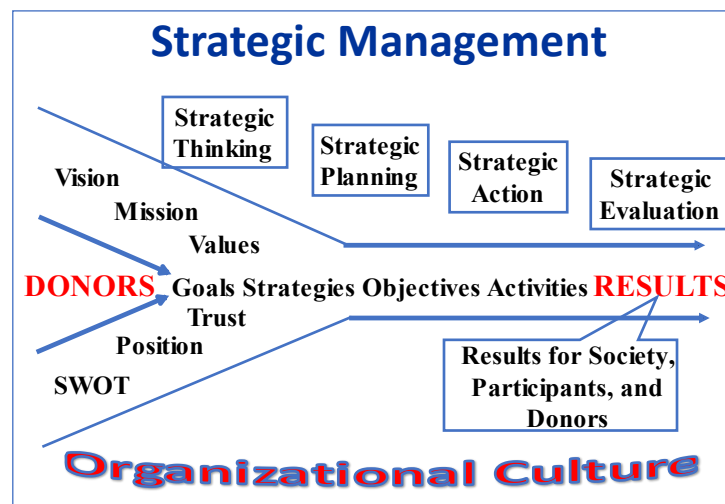 Strategic Management
Strategic
Thinking
Strategic
Planning
Strategic
Action
Strategic
Evaluation
Vision
Mission
Values
DONORS Goals Strategies Objectives Activities RESULTS
Trust
Position
SWOT
Results for Society,
Participants, and
Donors
Organizational Culture